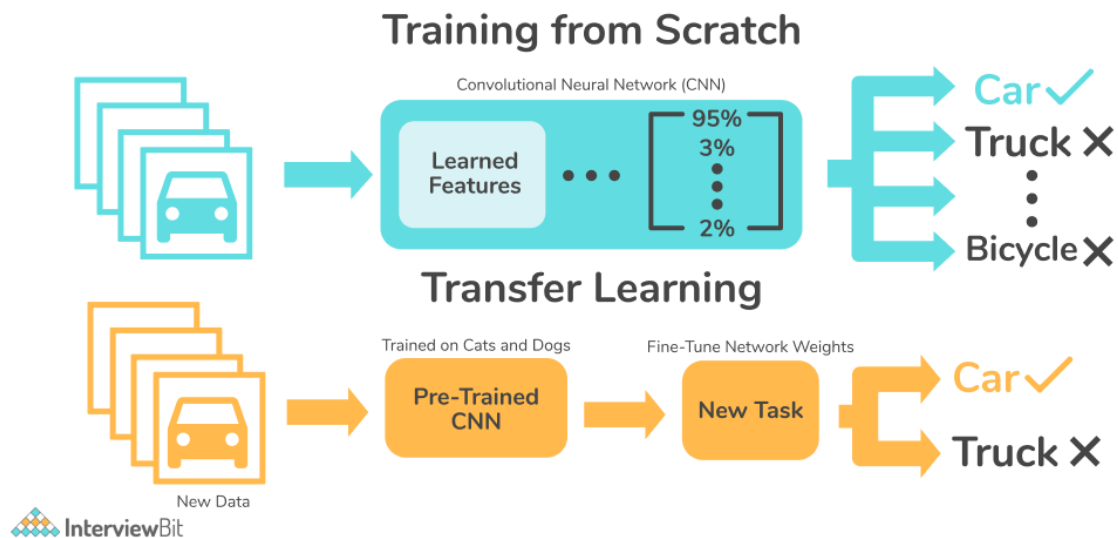 Training from Scratch
Convolutional Neural Network (CNN)
Learned
Features
95%
3%
2%
Car
Truck
Bicycle
Transfer Learning
Trained on Cats and Dogs
Pre-Trained
CNN
Fine-Tune Network Weights
New Task
Car
Truck
New Data
InterviewBit